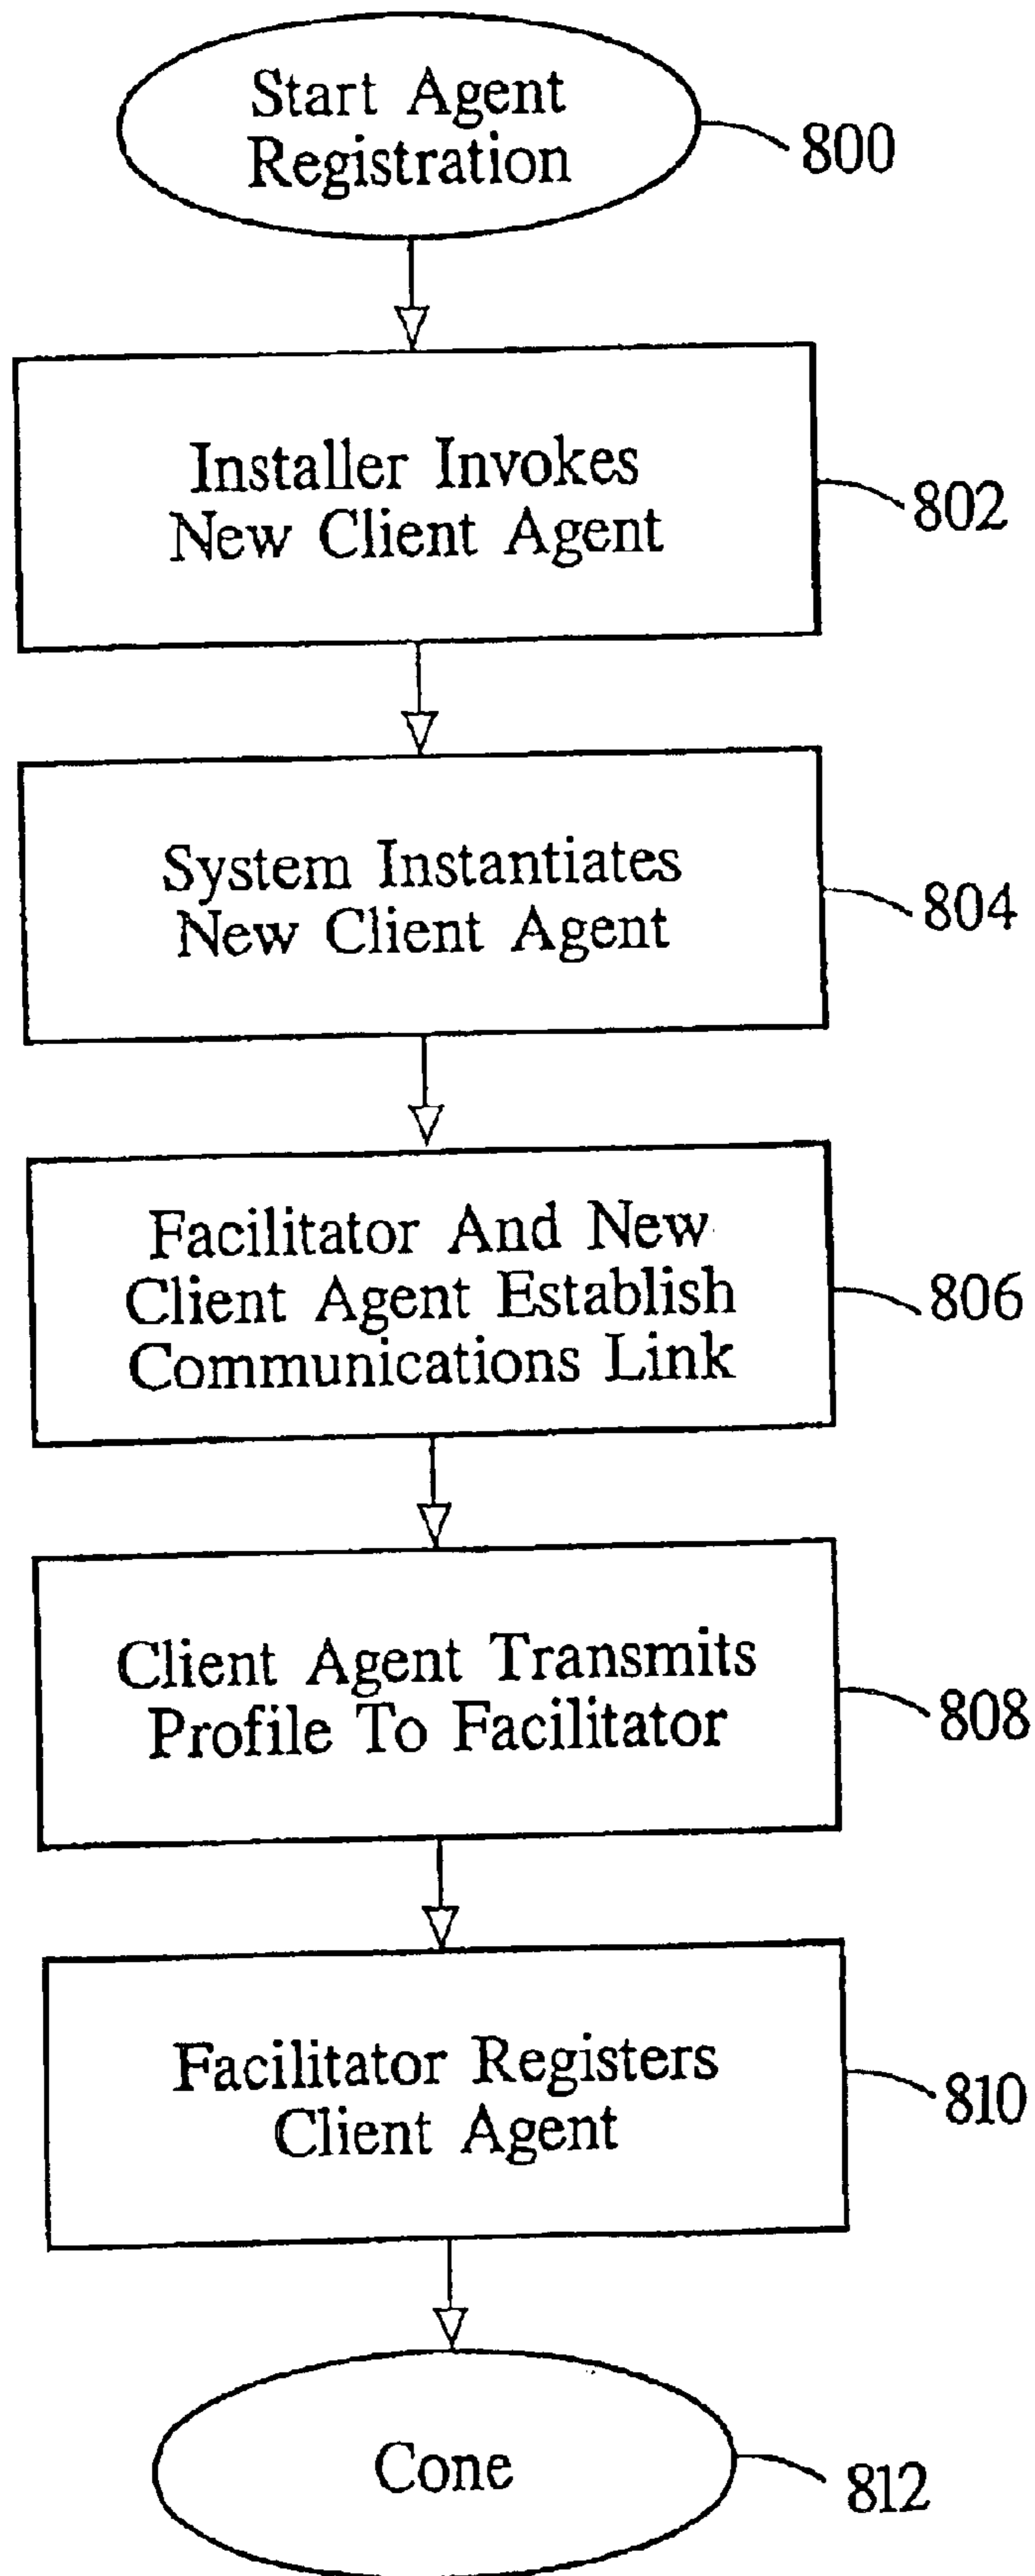 Start Agent
Registration
800
Installer Invokes
New Client Agent
802
System Instantiates
New Client Agent
804
Facilitator And New
Client Agent Establish
Communications Link
806
Client Agent Transmits
Profile To Facilitator
808
Facilitator Registers
Client Agent
810
Cone
812